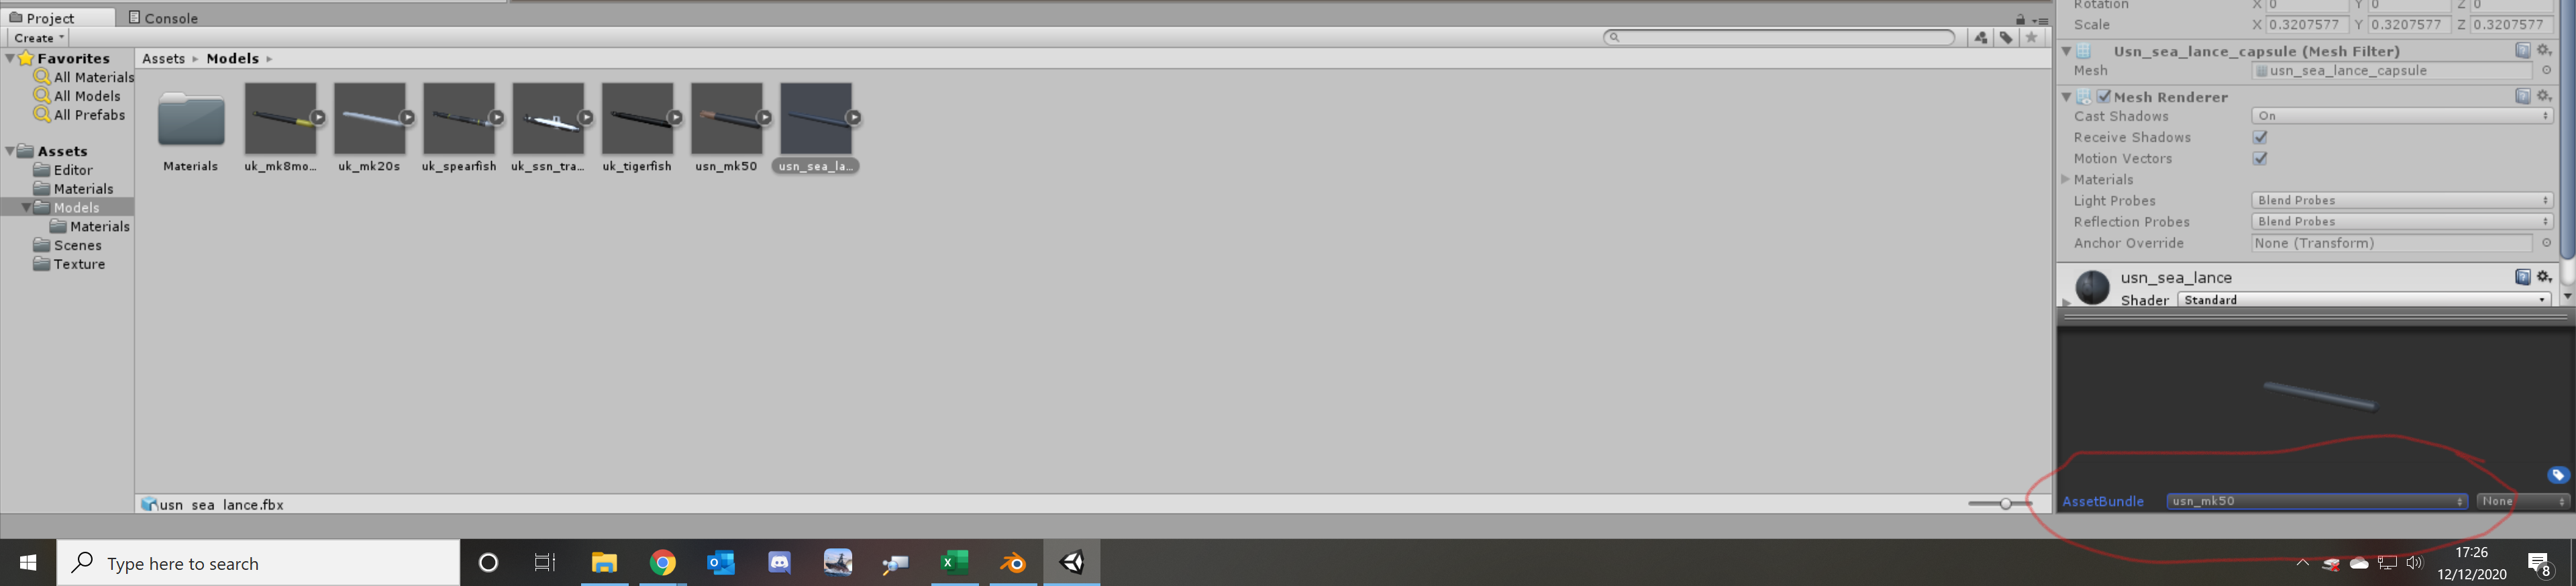 Project
Console
Create
Favorites
All Materials
All Models
All Prefabs
Assets
Editor
Materials
Models
Materials
Scenes
Texture
Assets ▸ Models ▸
Materials
uk_mk8mo...
uk_mk20s
uk_spearfish
uk_ssn_tra...
uk_tigerfish
usn_mk50
usn_sea_la...
usn_sea_lance.fbx
Rotation X 0 Y 0 Z 0
Scale X 0.3207577 Y 0.3207577 Z 0.3207577
Usn_sea_lance_capsule (Mesh Filter)
Mesh usn_sea_lance_capsule
Mesh Renderer
Cast Shadows On
Receive Shadows
Motion Vectors
Materials
Light Probes Blend Probes
Reflection Probes Blend Probes
Anchor Override None (Transform)
usn_sea_lance
Shader Standard
AssetBundle usn_mk50 None
Type here to search
17:26
12/12/2020
8